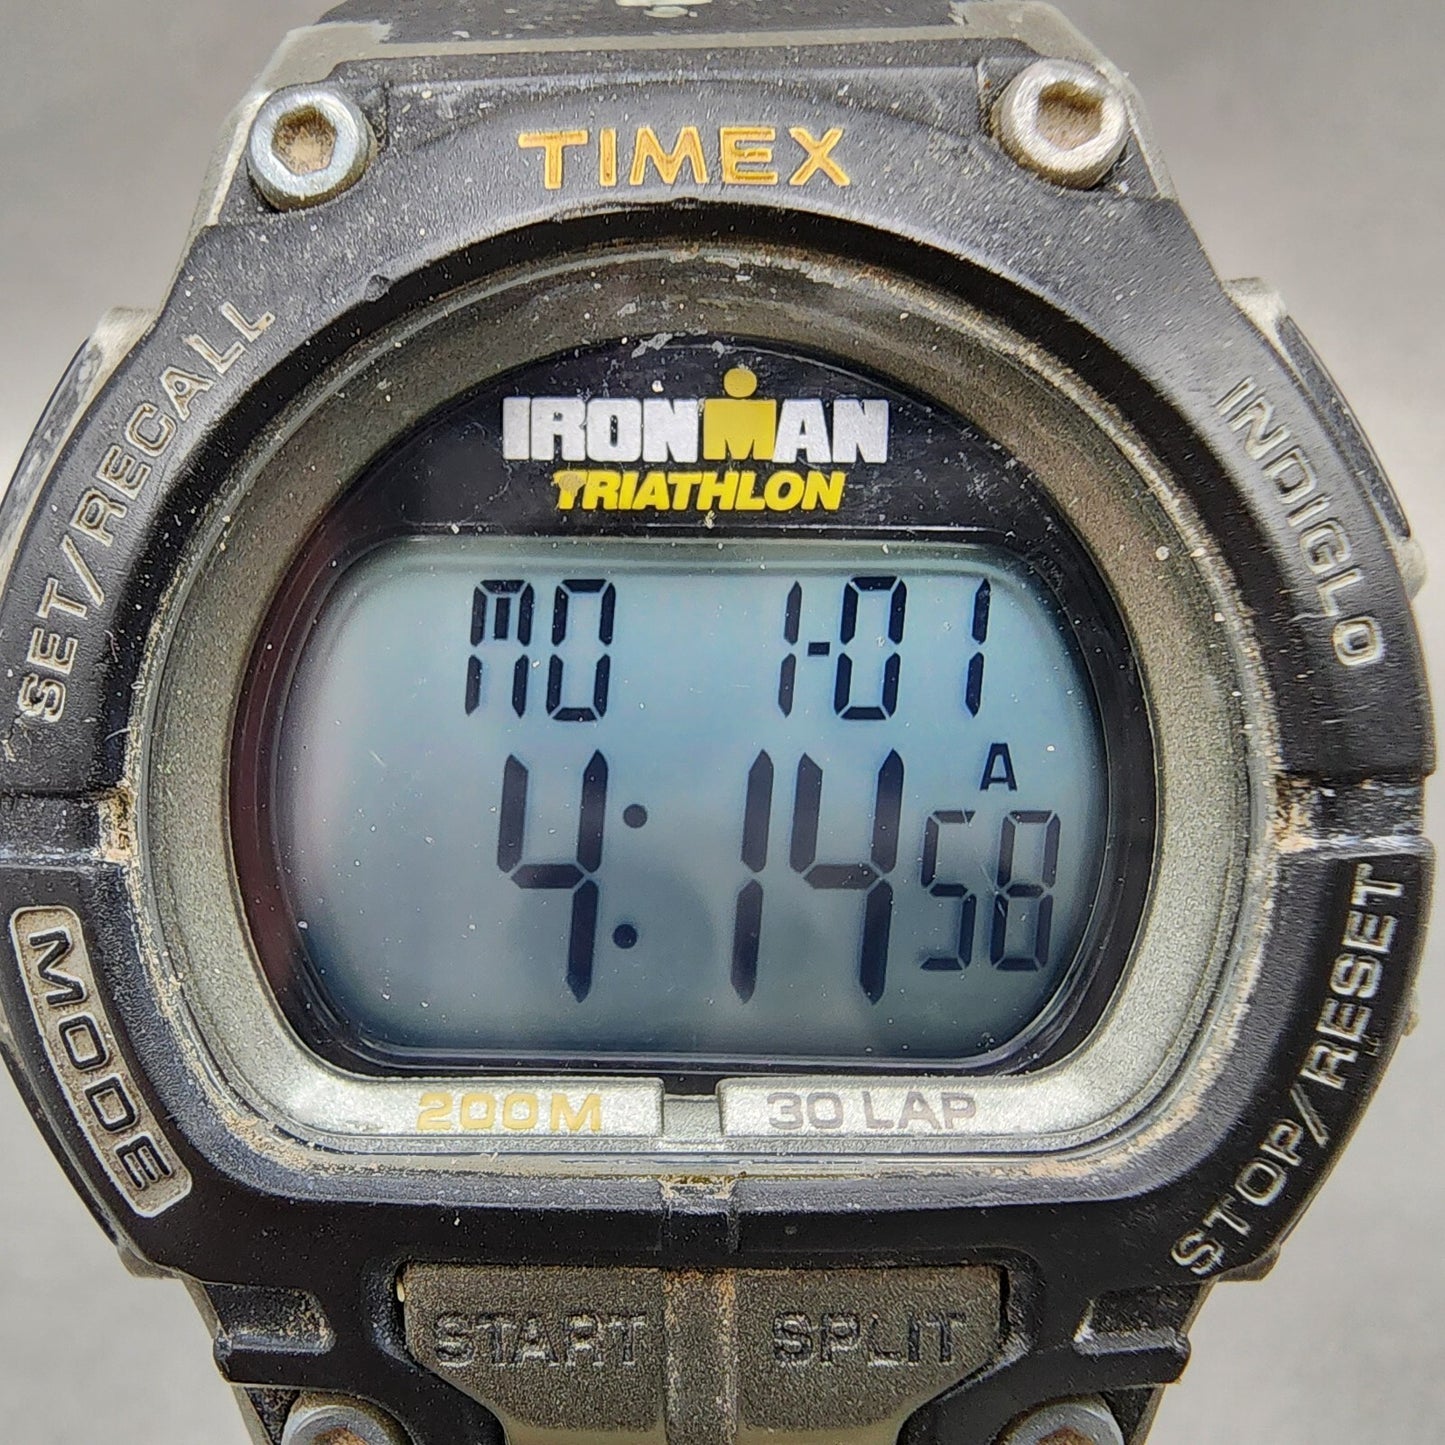 TIMEX
SET/RECALL
INDIGLO
IRONMAN
TRIATHLON
MO 1-01
A
4:14 58
MODE
STOP/RESET
200M
30 LAP
START
SPLIT